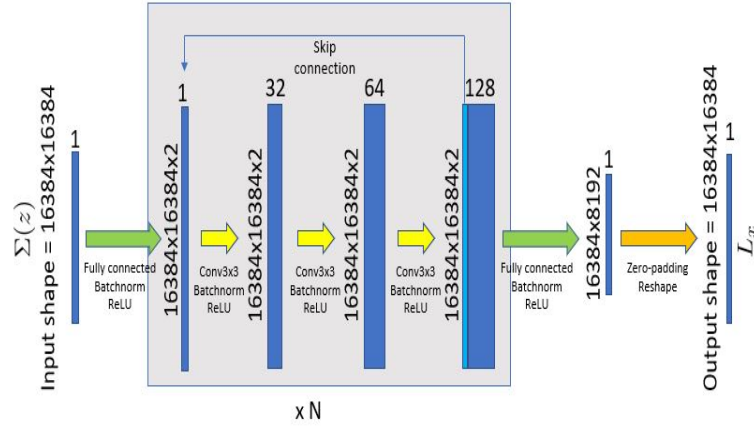 Skip
connection
1
32
64
128
1
1
1
Σ(z)
Input shape = 16384x16384
16384x16384x2
16384x16384x2
16384x16384x2
16384x16384x2
16384x8192
Output shape = 16384x16384
L_x
Fully connected
Batchnorm
ReLU
Conv3x3
Batchnorm
ReLU
Conv3x3
Batchnorm
ReLU
Conv3x3
Batchnorm
ReLU
Fully connected
Batchnorm
ReLU
Zero-padding
Reshape
x N